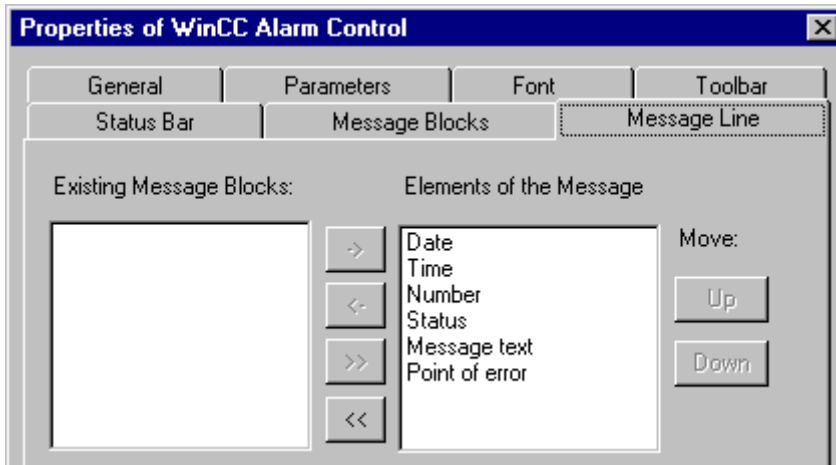 Properties of WinCC Alarm Control
General Parameters Font Toolbar
Status Bar Message Blocks Message Line
Existing Message Blocks: Elements of the Message
Date
Time
Number
Status
Message text
Point of error
->
<-
>>
<<
Move:
Up
Down